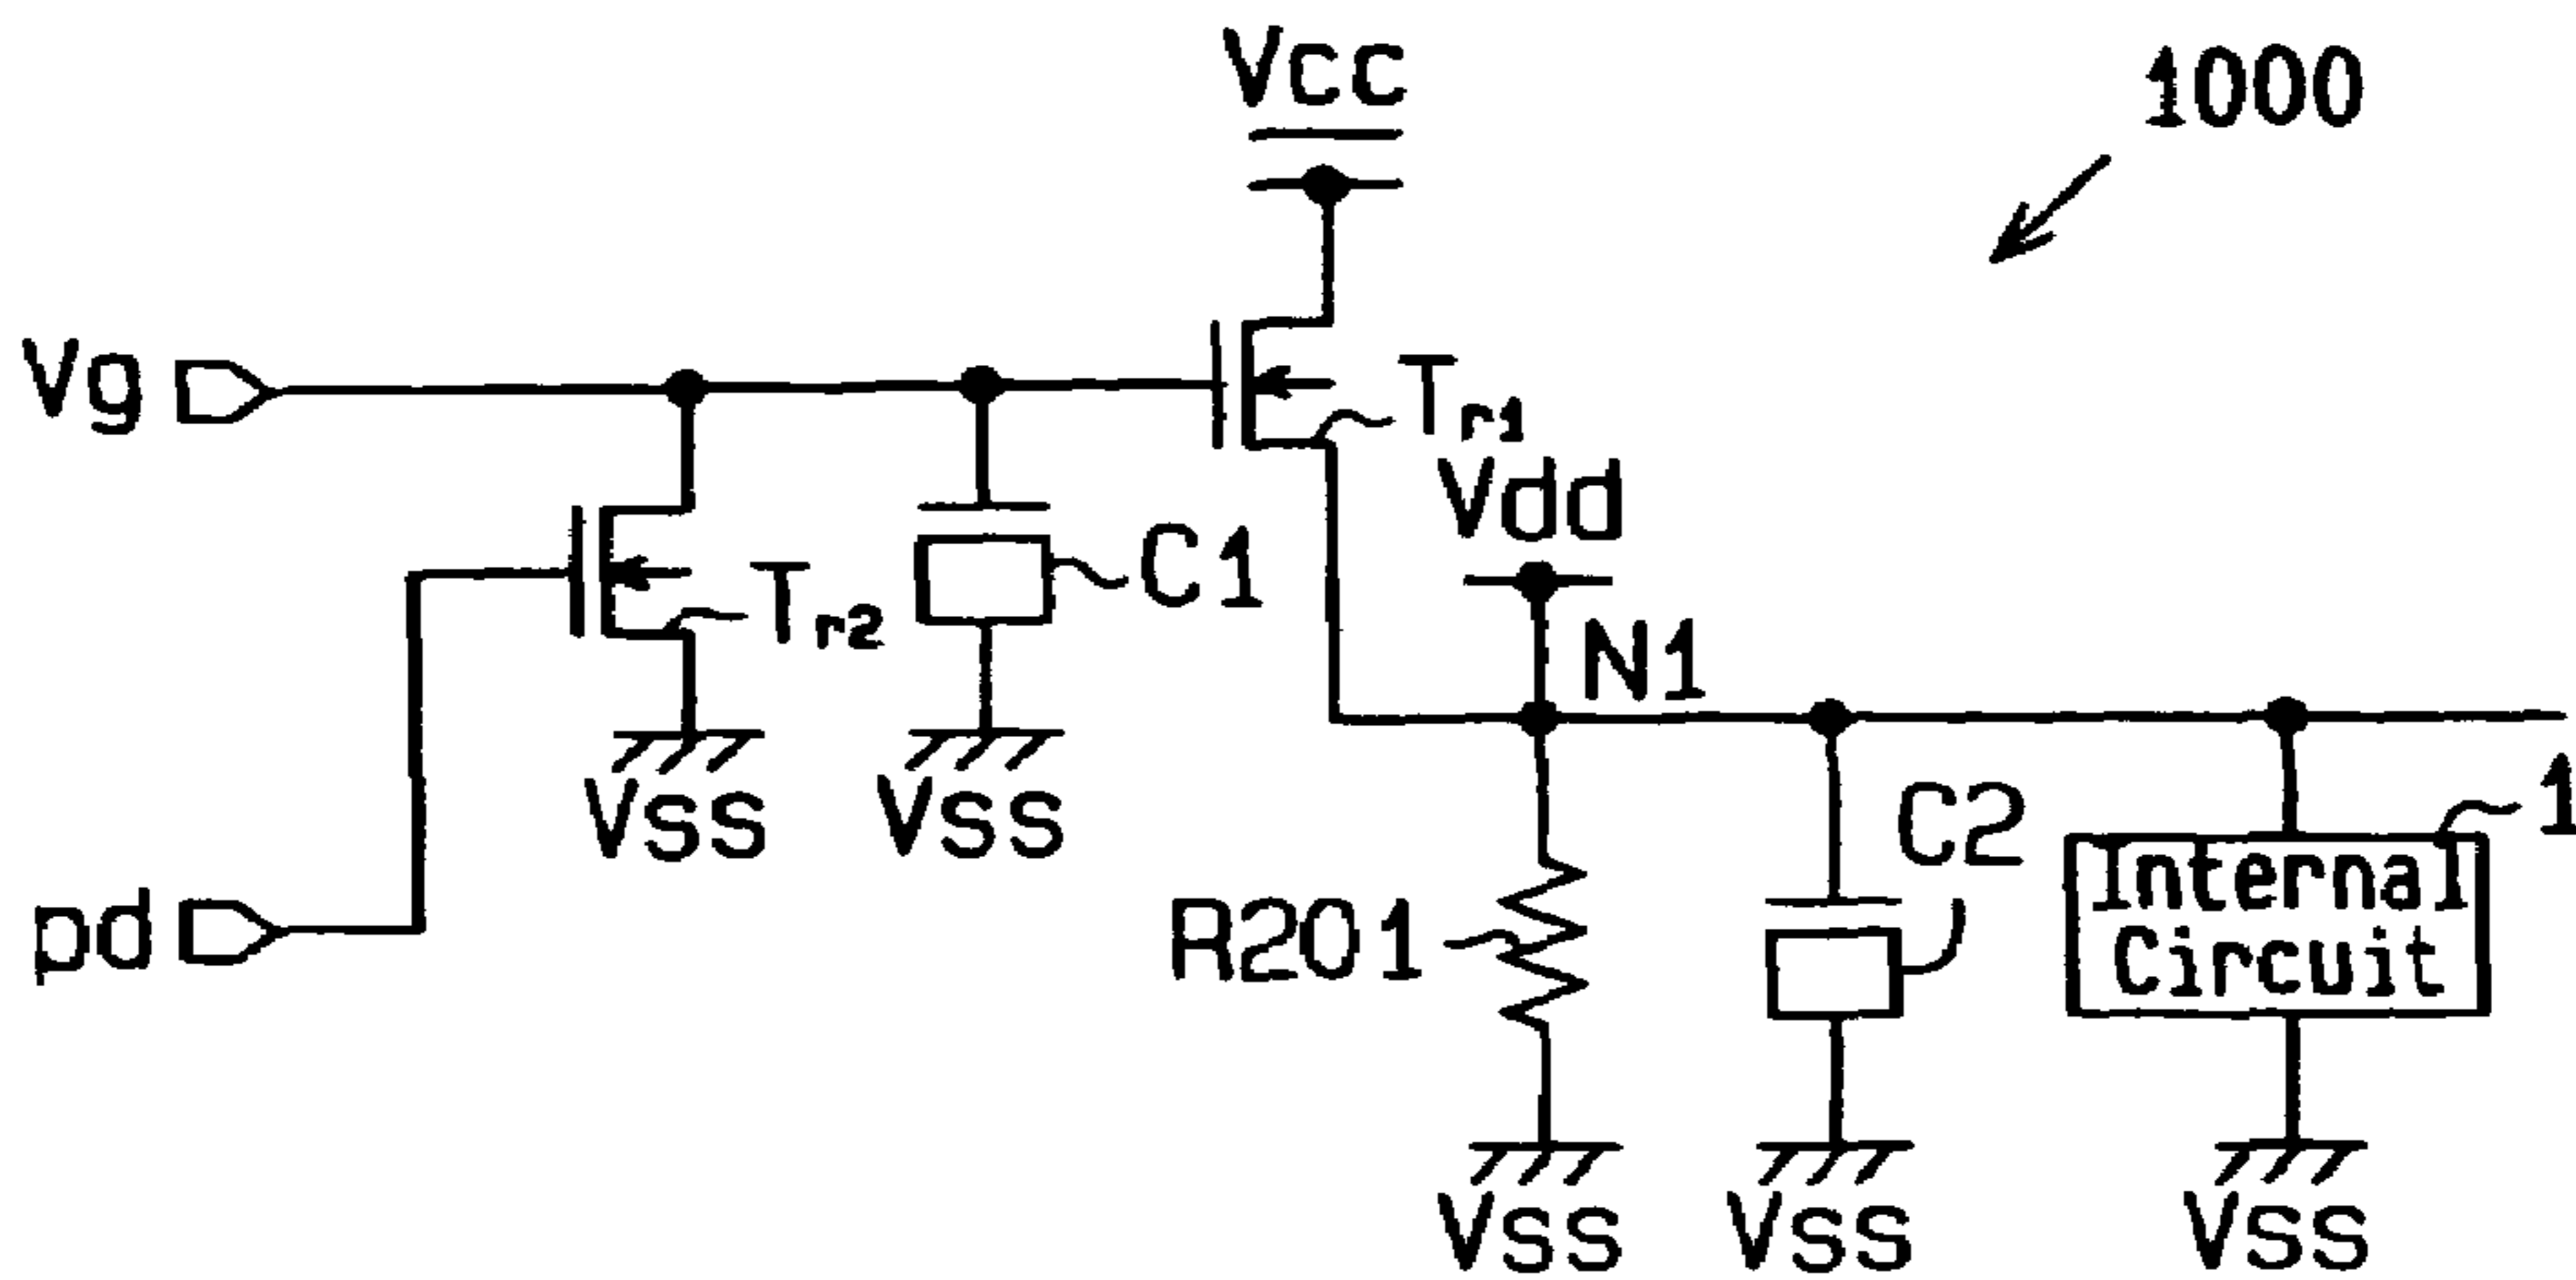 Vcc
1000
Vg
Tr1
Vdd
C1
Tr2
N1
Vss
Vss
C2
1
R201
Internal
Circuit
pd
Vss
Vss
Vss